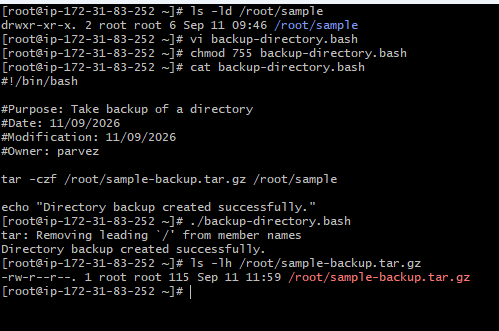 [root@ip-172-31-83-252 ~]# ls -ld /root/sample
drwxr-xr-x. 2 root root 6 Sep 11 09:46 /root/sample
[root@ip-172-31-83-252 ~]# vi backup-directory.bash
[root@ip-172-31-83-252 ~]# chmod 755 backup-directory.bash
[root@ip-172-31-83-252 ~]# cat backup-directory.bash
#!/bin/bash

#Purpose: Take backup of a directory
#Date: 11/09/2026
#Modification: 11/09/2026
#Owner: parvez

tar -czf /root/sample-backup.tar.gz /root/sample

echo "Directory backup created successfully."
[root@ip-172-31-83-252 ~]# ./backup-directory.bash
tar: Removing leading `/' from member names
Directory backup created successfully.
[root@ip-172-31-83-252 ~]# ls -lh /root/sample-backup.tar.gz
-rw-r--r--. 1 root root 115 Sep 11 11:59 /root/sample-backup.tar.gz
[root@ip-172-31-83-252 ~]#